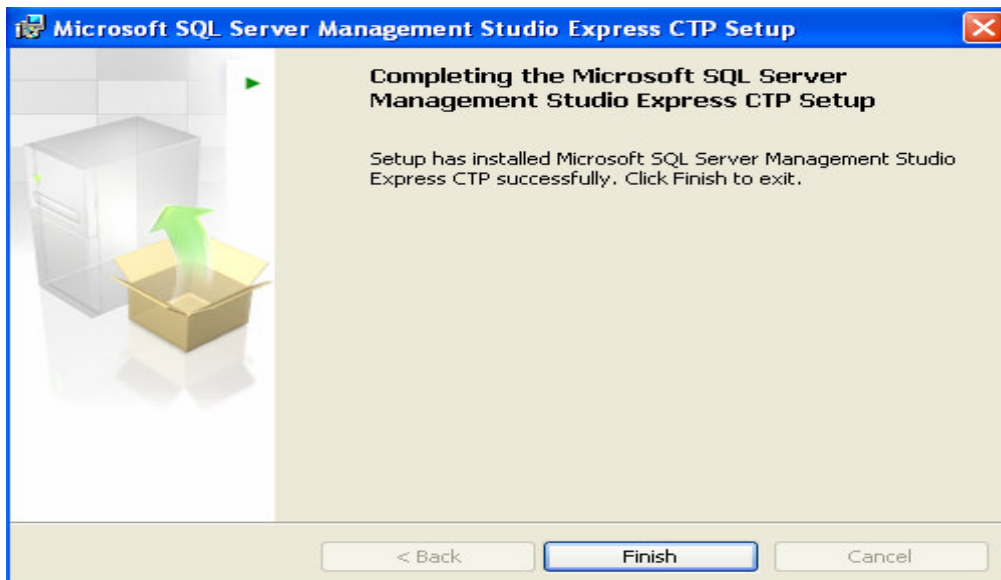 Microsoft SQL Server Management Studio Express CTP Setup
Completing the Microsoft SQL Server
Management Studio Express CTP Setup
Setup has installed Microsoft SQL Server Management Studio
Express CTP successfully. Click Finish to exit.
< Back
Finish
Cancel